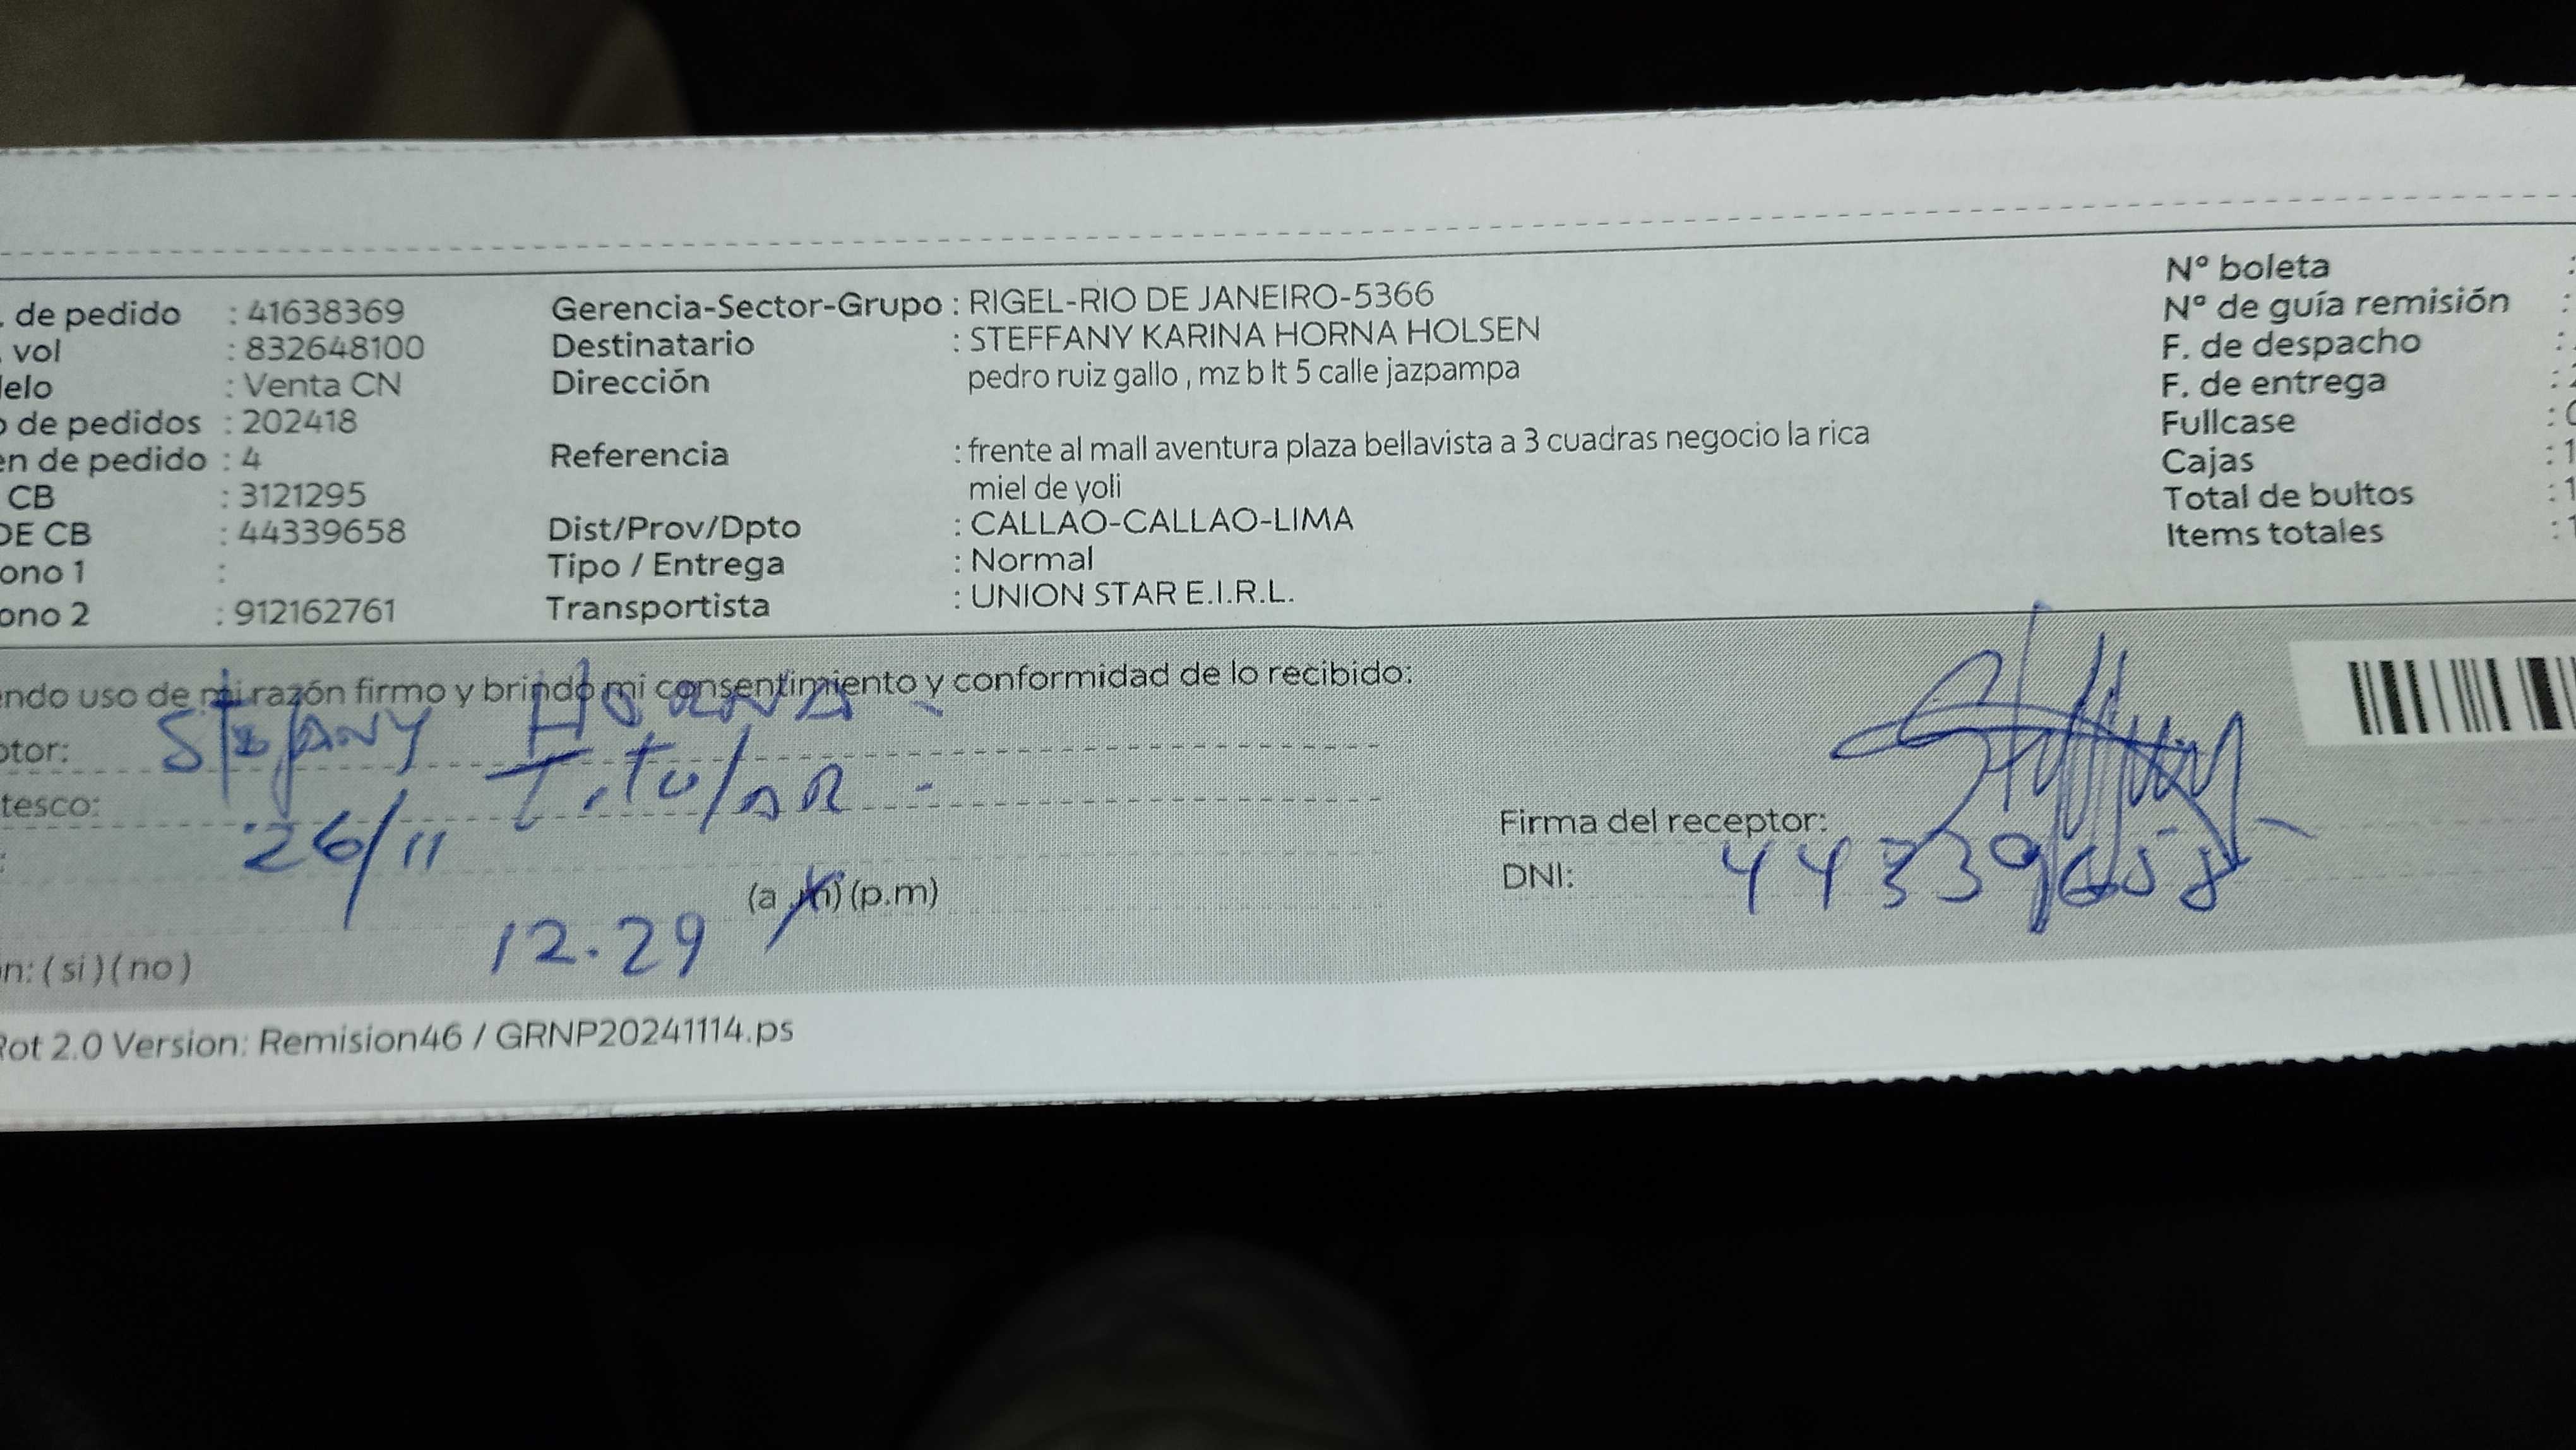 . de pedido : 41638369
vol : 832648100
elo : Venta CN
o de pedidos : 202418
en de pedido : 4
CB : 3121295
DE CB : 44339658
ono 1 :
ono 2 : 912162761
Gerencia-Sector-Grupo : RIGEL-RIO DE JANEIRO-5366
Destinatario : STEFFANY KARINA HORNA HOLSEN
Dirección pedro ruiz gallo , mz b lt 5 calle jazpampa
Referencia : frente al mall aventura plaza bellavista a 3 cuadras negocio la rica
miel de yoli
Dist/Prov/Dpto : CALLAO-CALLAO-LIMA
Tipo / Entrega : Normal
Transportista : UNION STAR E.I.R.L.
Nº boleta :
Nº de guía remisión :
F. de despacho :
F. de entrega :
Fullcase :
Cajas : 1
Total de bultos : 1
Items totales : 1
endo uso de mi razón firmo y brindo mi consentimiento y conformidad de lo recibido:
ptor: Stefany Horna
tesco: Titular -
: 26/11
12.29 (a.m) (p.m)
n: ( si ) ( no )
Firma del receptor:
DNI: 44339658
Rot 2.0 Version: Remision46 / GRNP20241114.ps